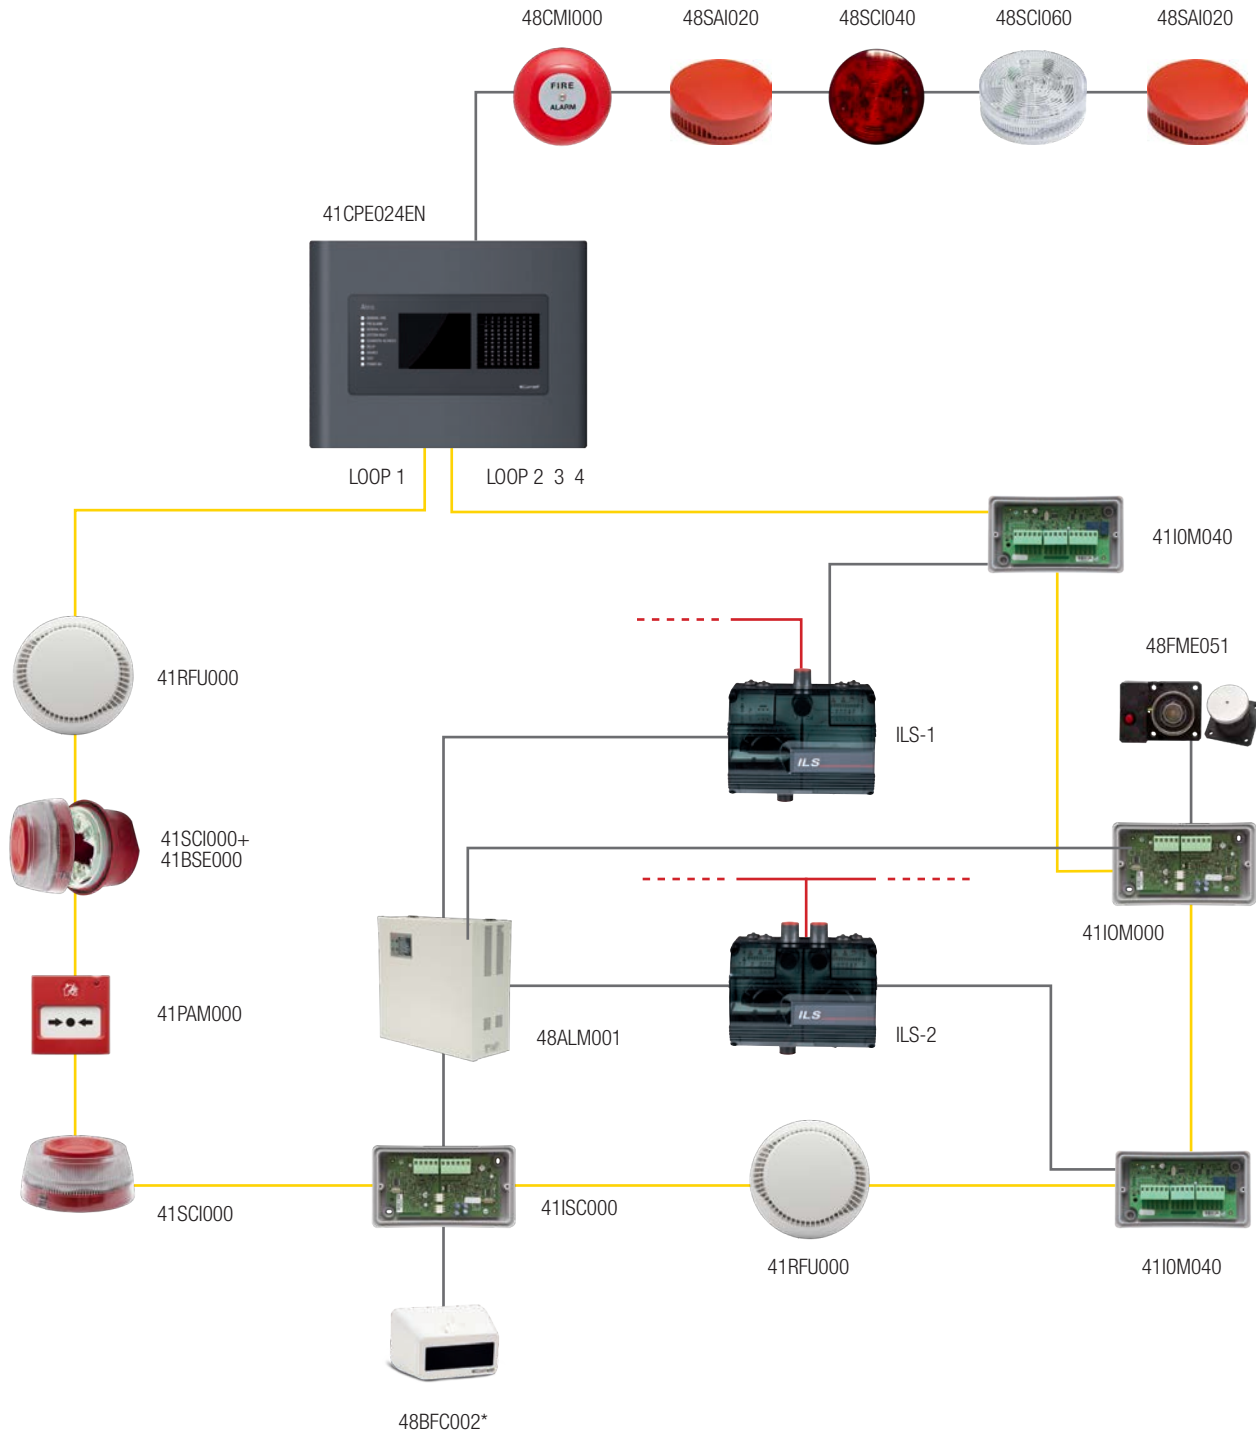 48CMI000
48SAI020
48SCI040
48SCI060
48SAI020
FIRE
ALARM
41CPE024EN
LOOP 1
LOOP 2 3 4
41IOM040
41RFU000
48FME051
ILS-1
ILS
41SCI000+
41BSE000
41IOM000
41PAM000
48ALM001
ILS
ILS-2
41SCI000
41ISC000
41RFU000
41IOM040
48BFC002*